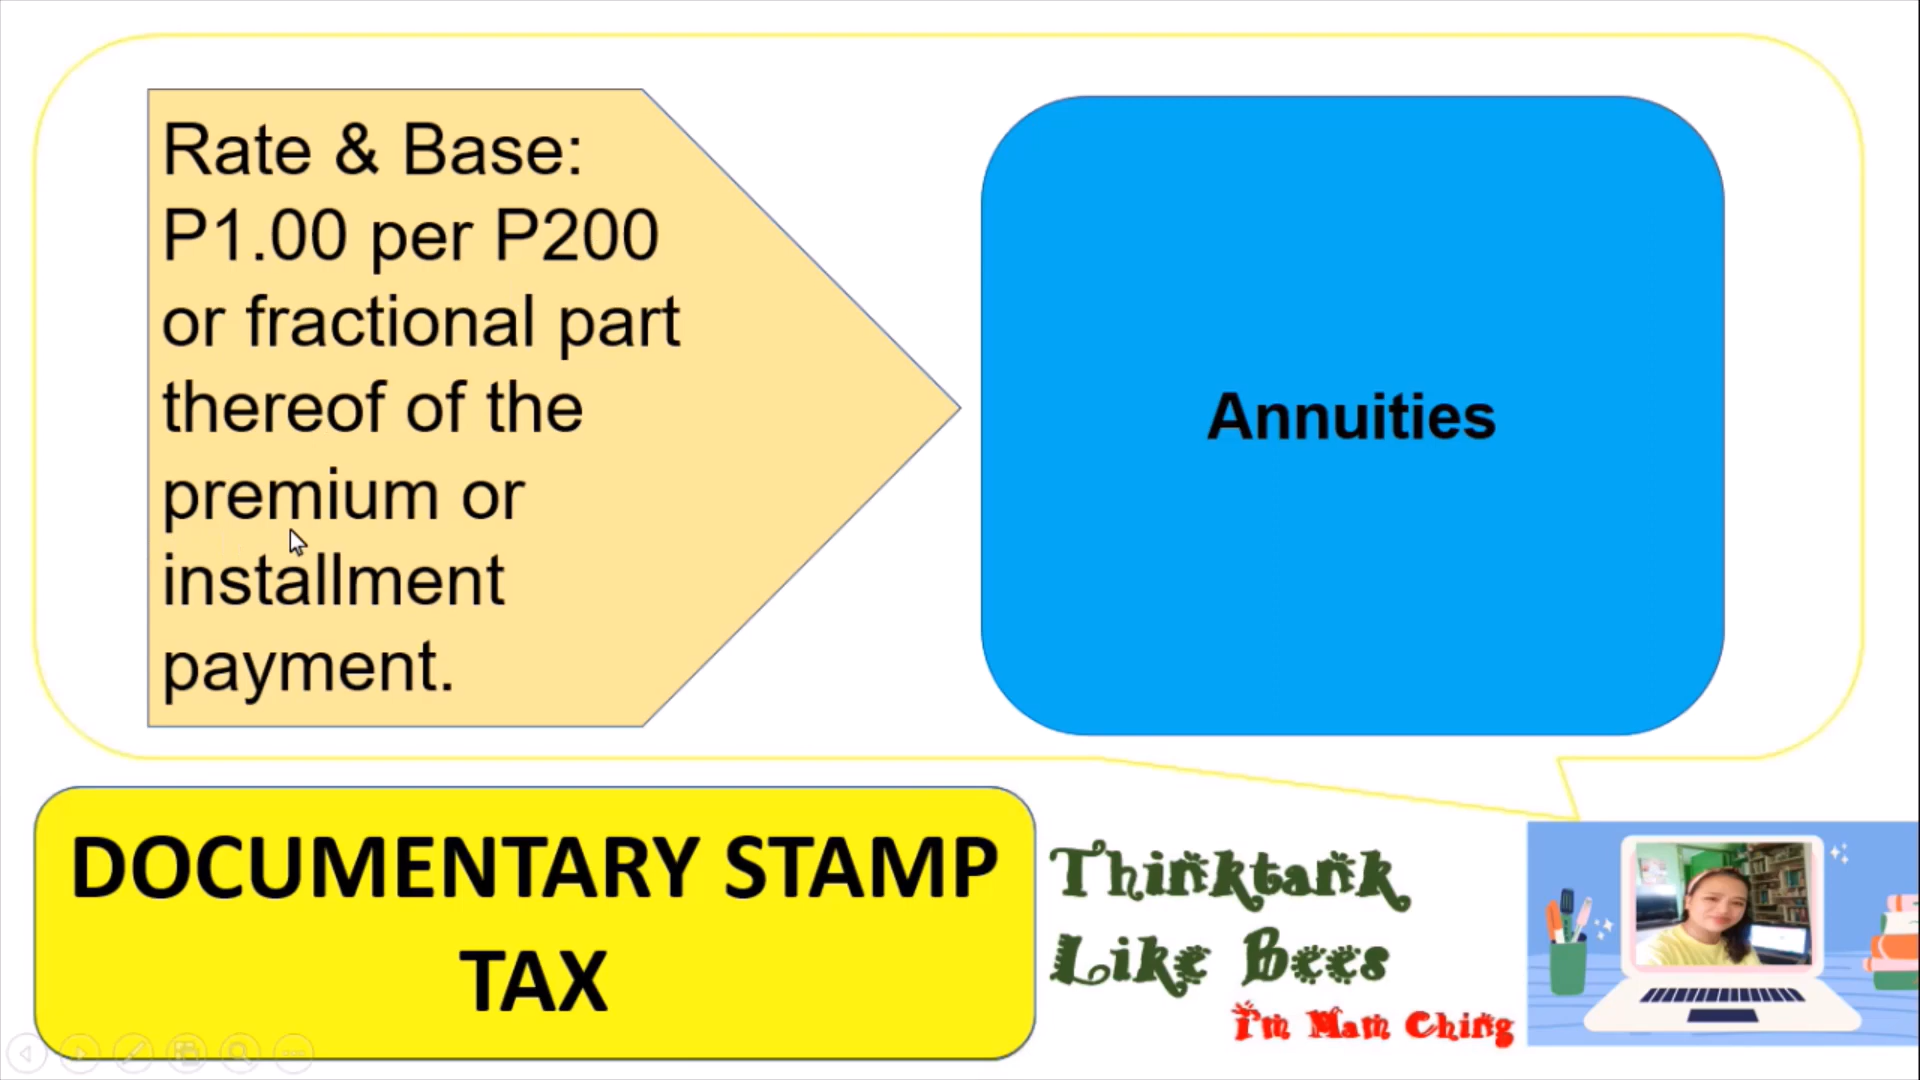 Rate & Base:
P1.00 per P200
or fractional part
thereof of the
premium or
installment
payment.
Annuities
DOCUMENTARY STAMP
TAX
Thinktank
Like Bees
I'm Mam Ching